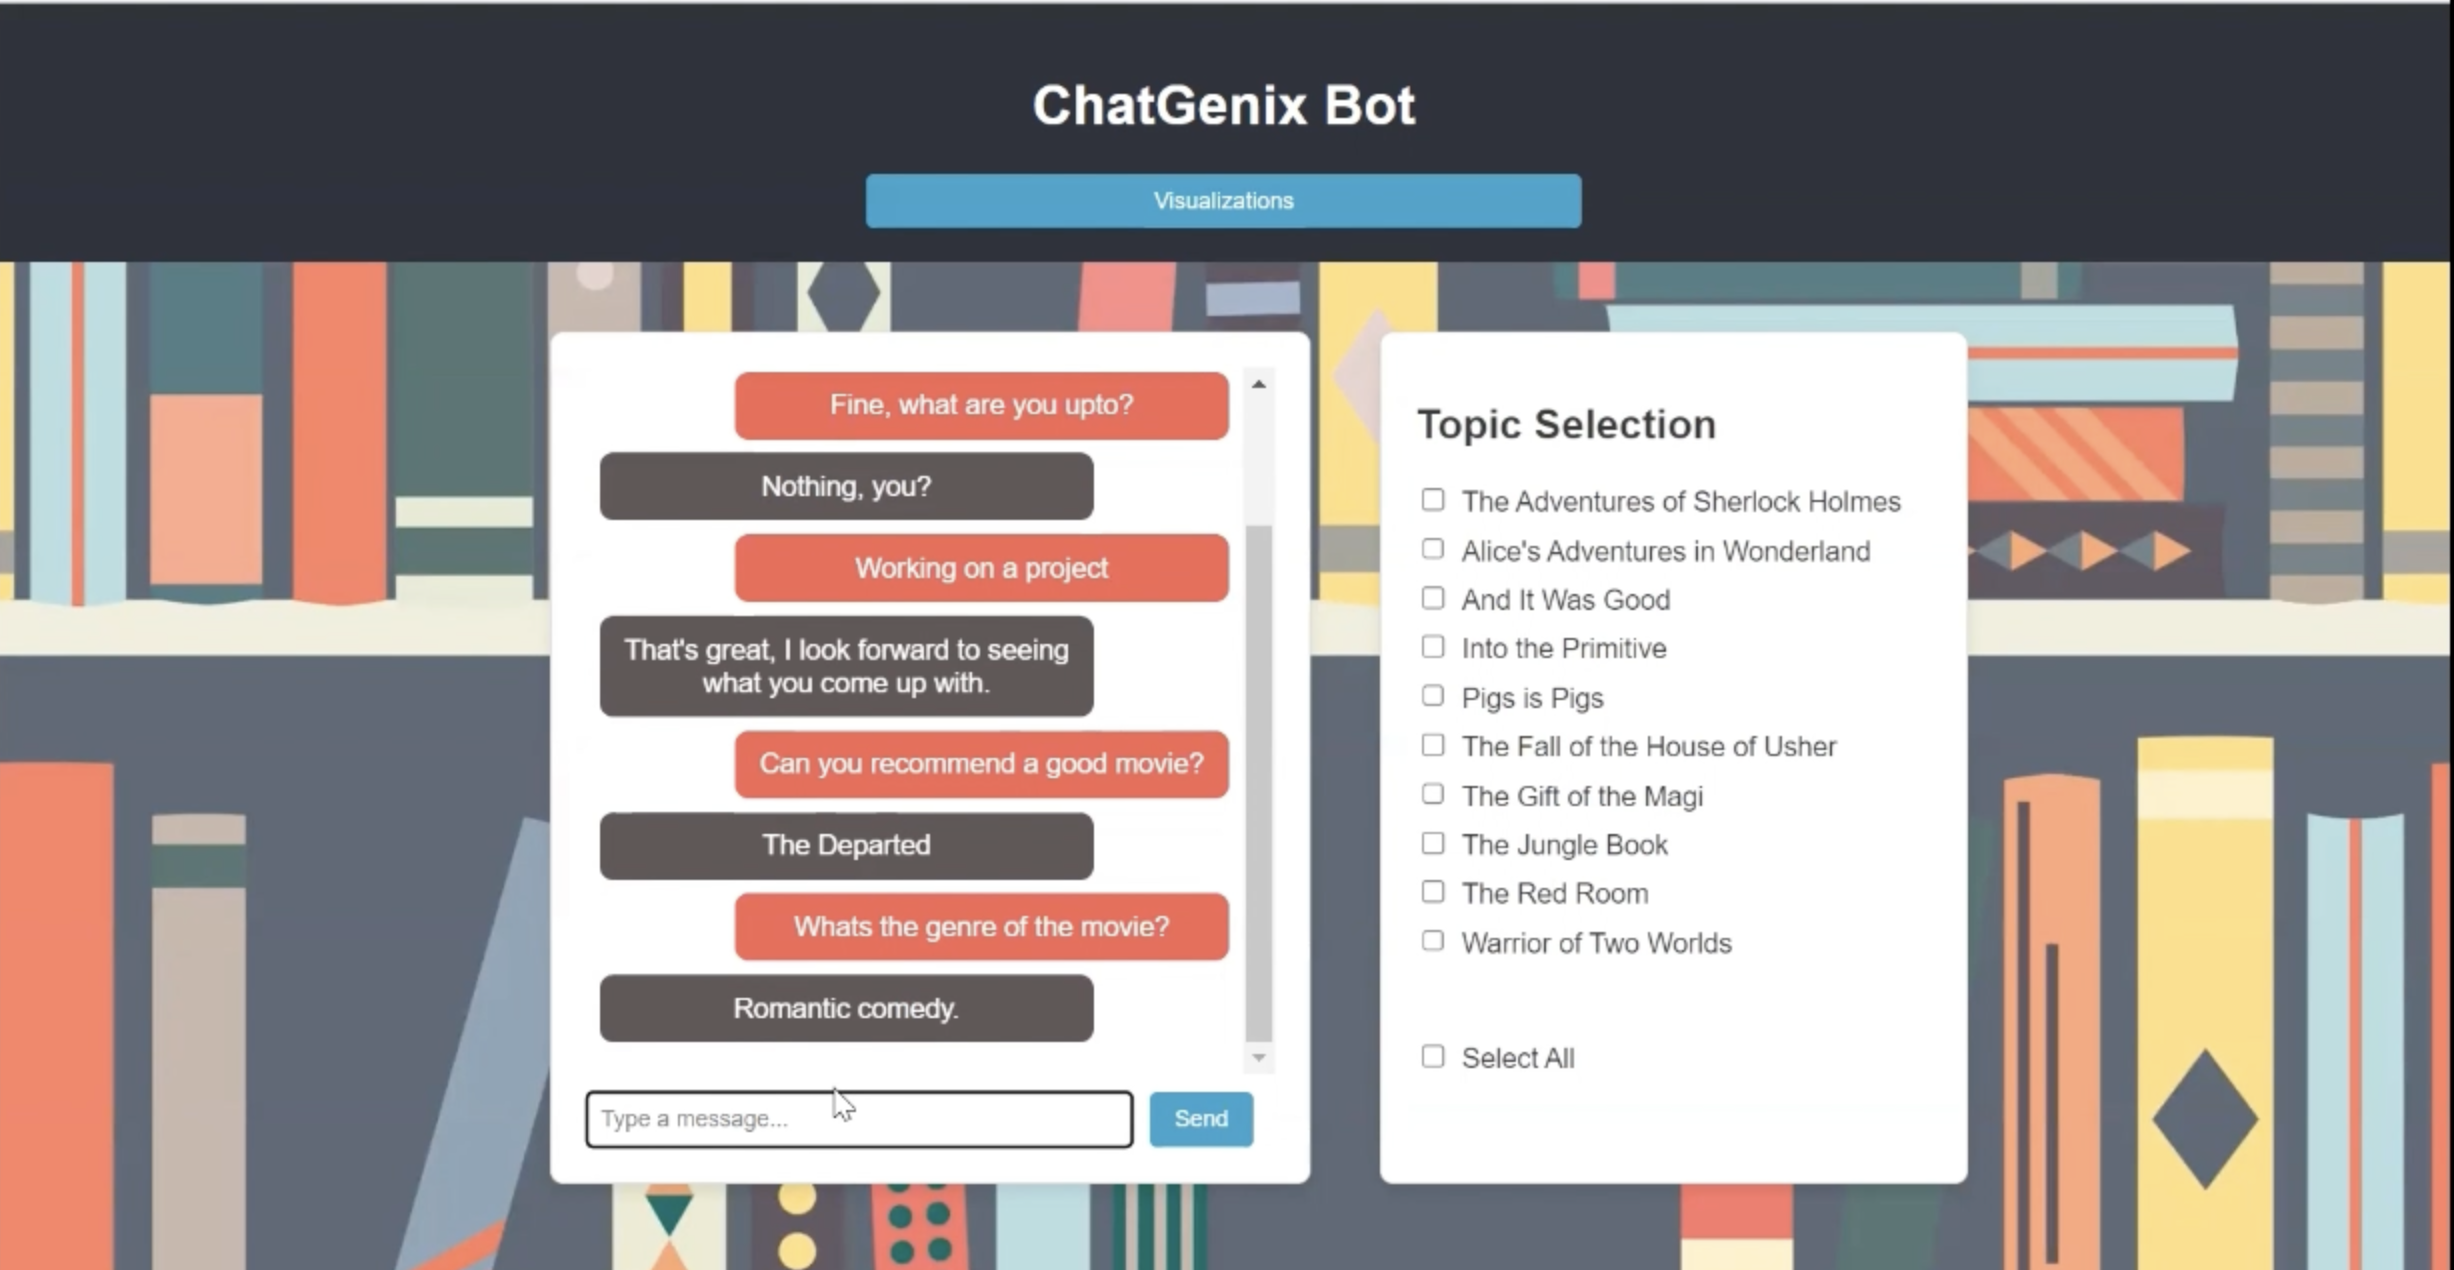 ChatGenix Bot
Visualizations
Fine, what are you upto?
Nothing, you?
Working on a project
That's great, I look forward to seeing
what you come up with.
Can you recommend a good movie?
The Departed
Whats the genre of the movie?
Romantic comedy.
Type a message...
Send
Topic Selection
The Adventures of Sherlock Holmes
Alice's Adventures in Wonderland
And It Was Good
Into the Primitive
Pigs is Pigs
The Fall of the House of Usher
The Gift of the Magi
The Jungle Book
The Red Room
Warrior of Two Worlds
Select All